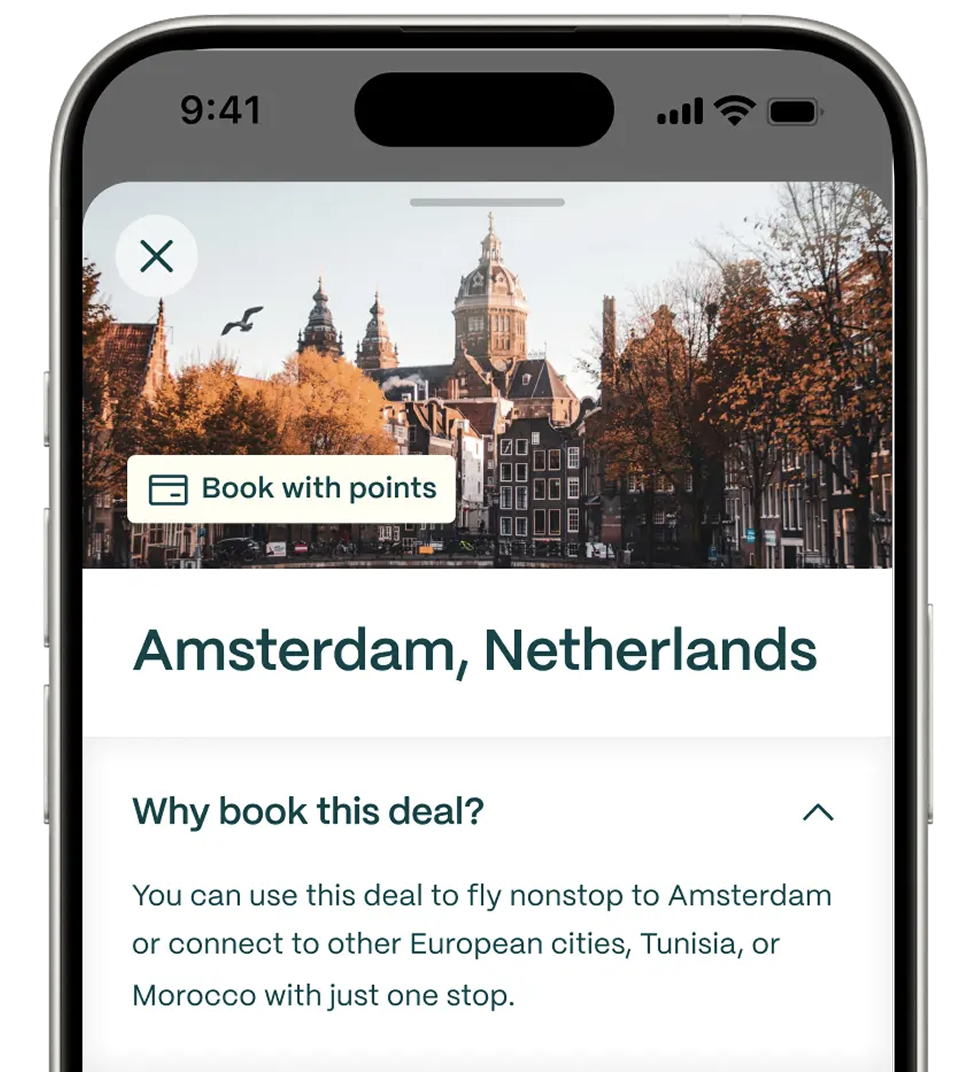 9:41
Book with points
Amsterdam, Netherlands
Why book this deal?
You can use this deal to fly nonstop to Amsterdam
or connect to other European cities, Tunisia, or
Morocco with just one stop.